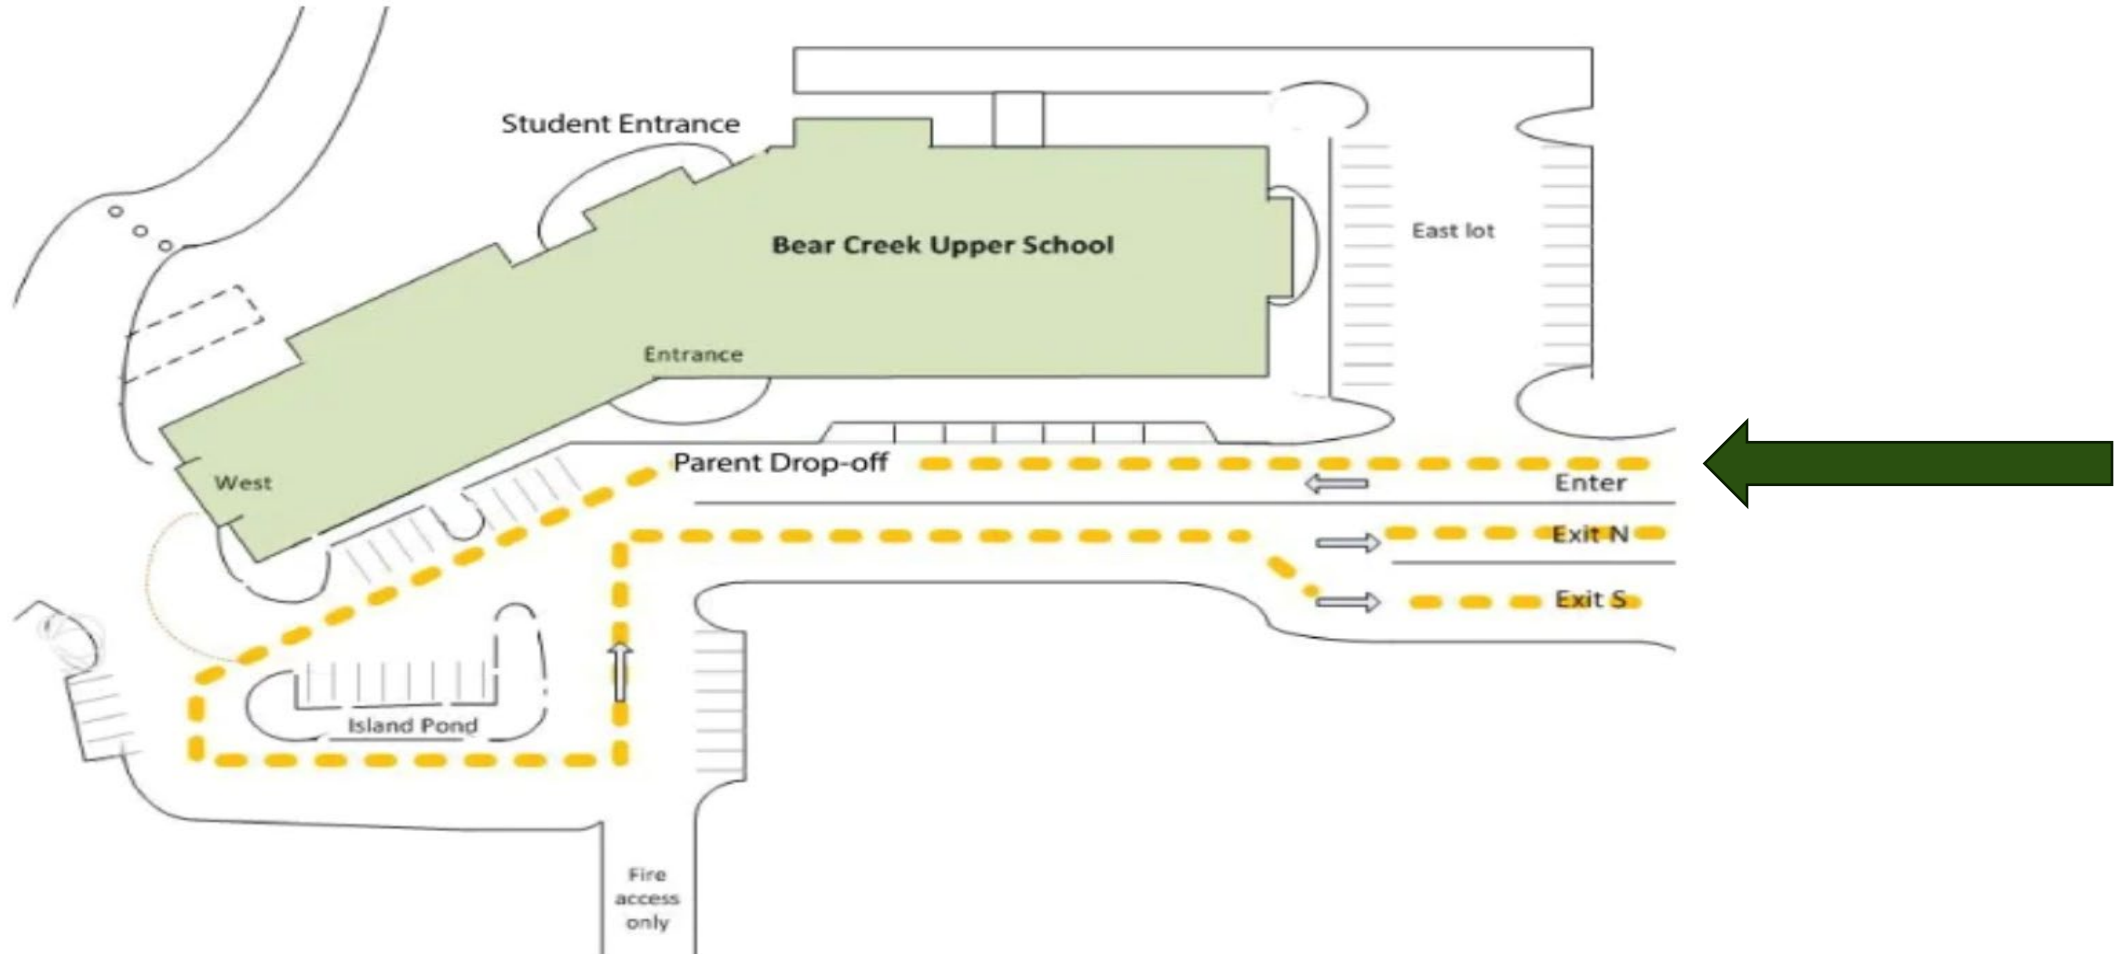 Student Entrance
East lot
Bear Creek Upper School
Entrance
Parent Drop-off
West
Enter
Exit N
Exit S
Island Pond
Fire
access
only